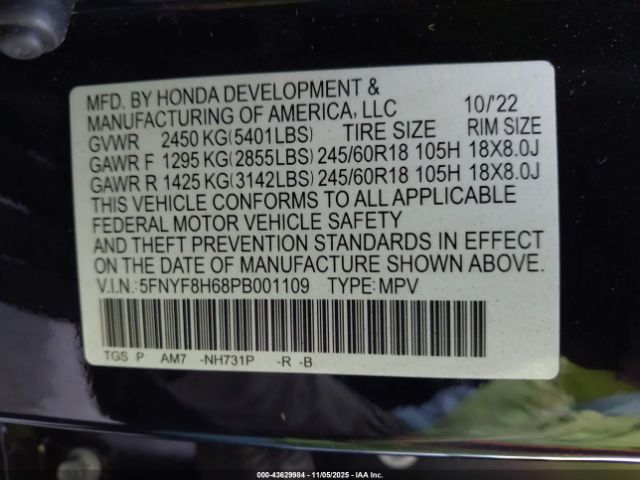 MFD. BY HONDA DEVELOPMENT &
MANUFACTURING OF AMERICA, LLC 10/'22
GVWR 2450 KG(5401LBS) TIRE SIZE RIM SIZE
GAWR F 1295 KG(2855LBS) 245/60R18 105H 18X8.0J
GAWR R 1425 KG(3142LBS) 245/60R18 105H 18X8.0J
THIS VEHICLE CONFORMS TO ALL APPLICABLE
FEDERAL MOTOR VEHICLE SAFETY
AND THEFT PREVENTION STANDARDS IN EFFECT
ON THE DATE OF MANUFACTURE SHOWN ABOVE.
V.I.N.: 5FNYF8H68PB001109 TYPE: MPV
TGS P AM7 -NH731P -R -B
000-43629984 | 11/05/2025 | IAA Inc.